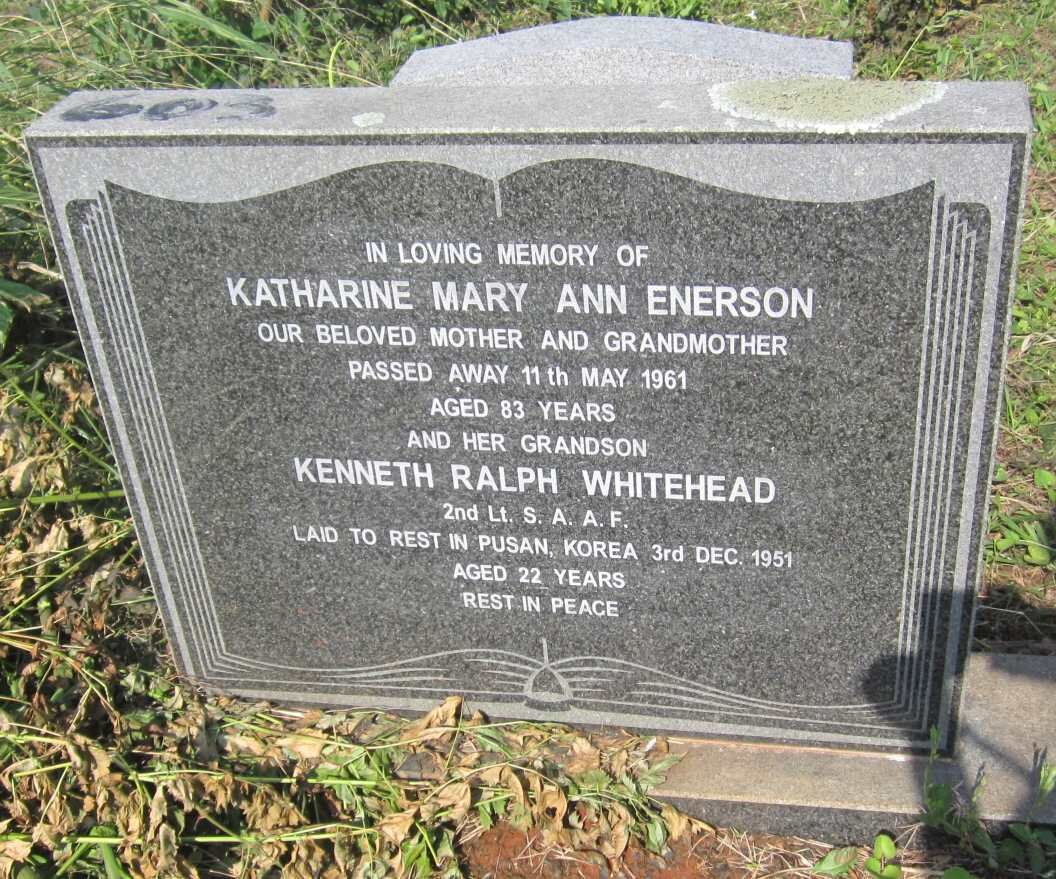 603
IN LOVING MEMORY OF
KATHARINE MARY ANN ENERSON
OUR BELOVED MOTHER AND GRANDMOTHER
PASSED AWAY 11th MAY 1961
AGED 83 YEARS
AND HER GRANDSON
KENNETH RALPH WHITEHEAD
2nd Lt. S. A. A. F.
LAID TO REST IN PUSAN, KOREA 3rd DEC. 1951
AGED 22 YEARS
REST IN PEACE